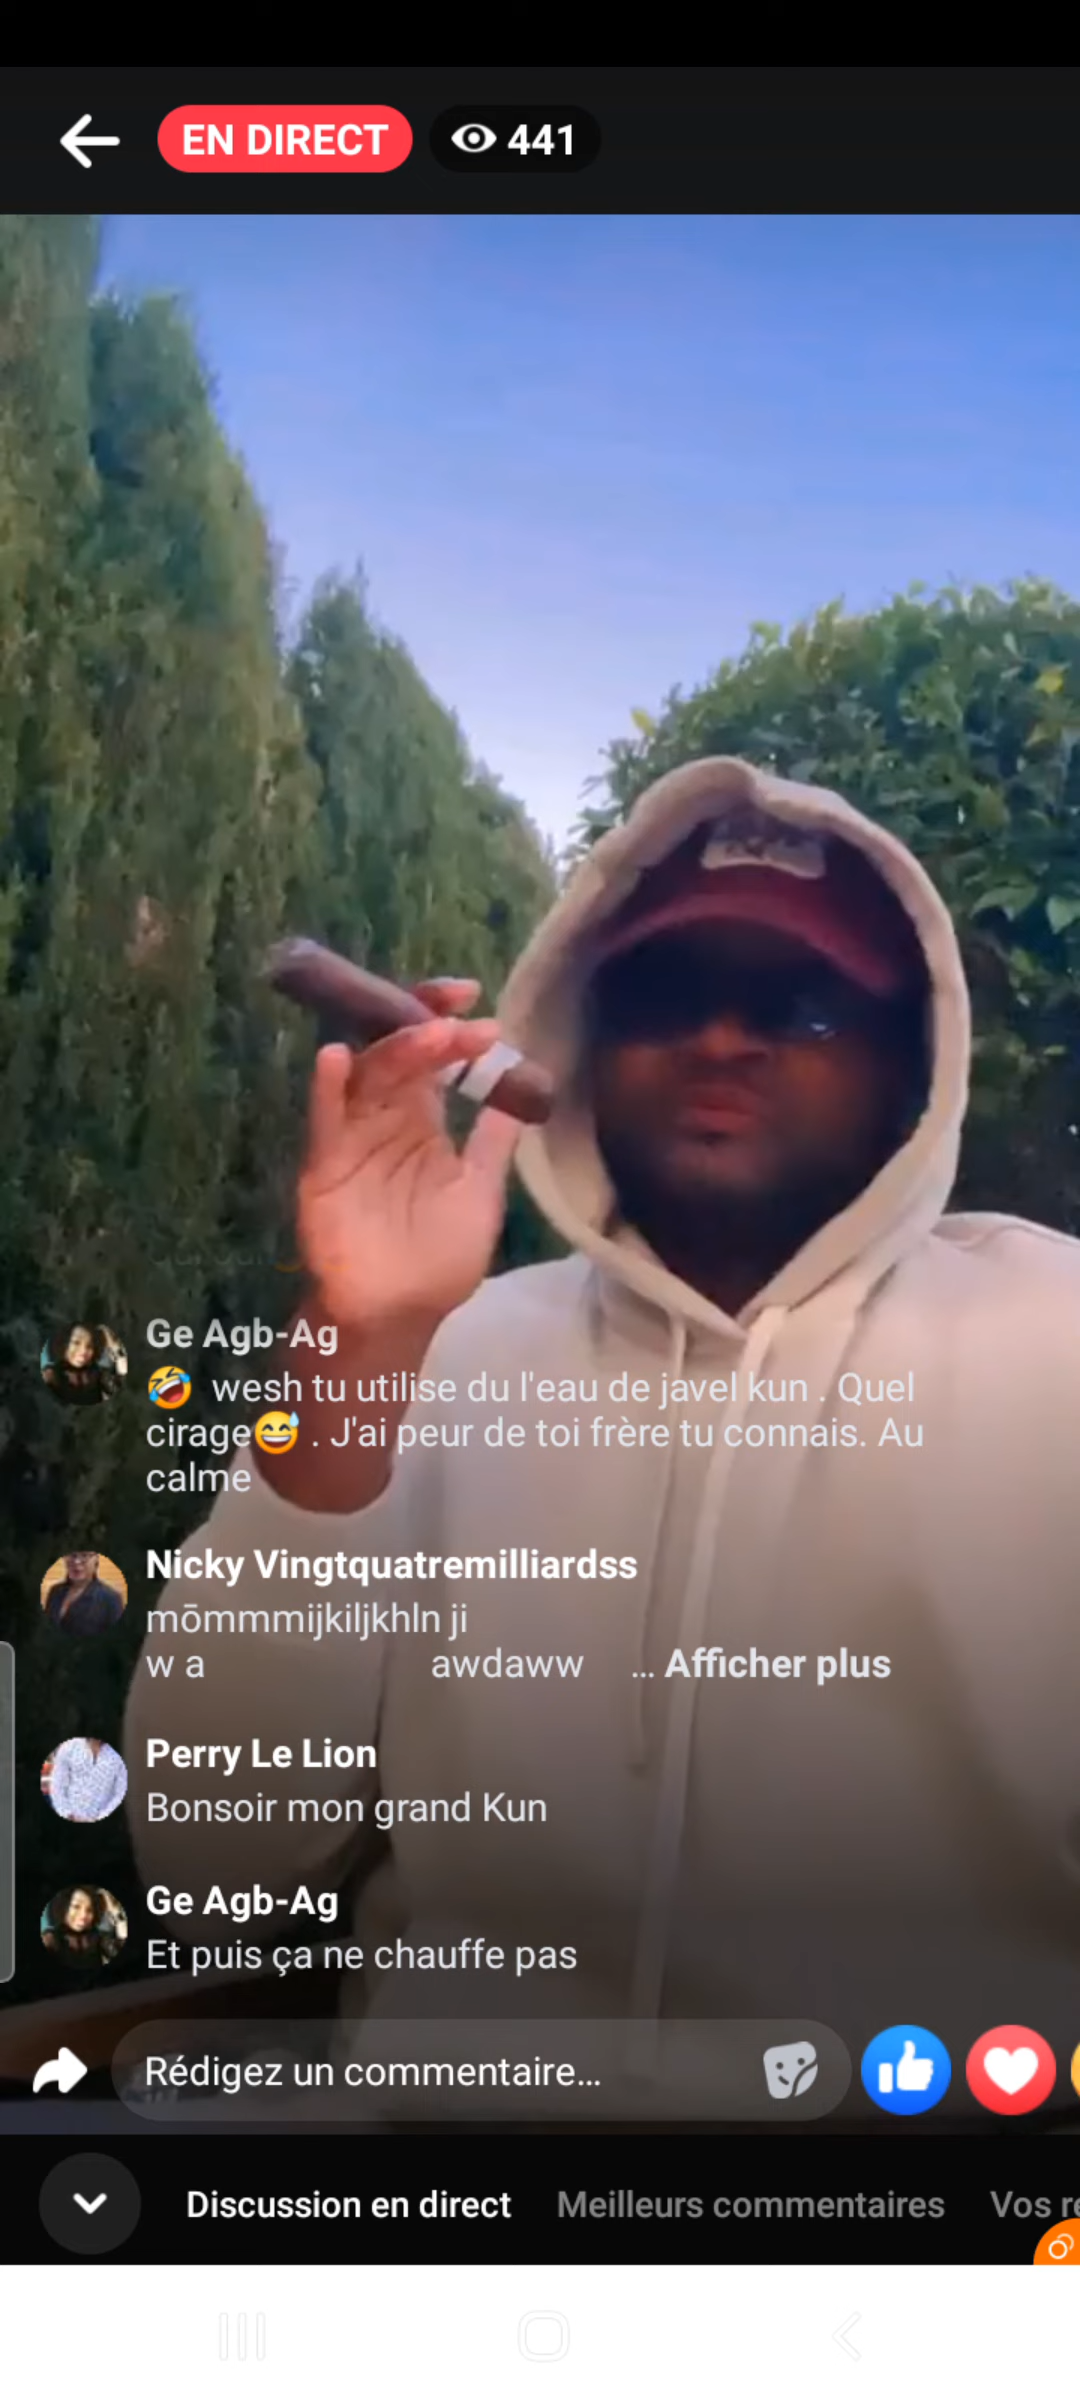 EN DIRECT 441
Ge Agb-Ag
🤣 wesh tu utilise du l'eau de javel kun . Quel
cirage😅 . J'ai peur de toi frère tu connais. Au
calme
Nicky Vingtquatremilliardss
mōmmmijkiljkhln ji
w a awdaww ... Afficher plus
Perry Le Lion
Bonsoir mon grand Kun
Ge Agb-Ag
Et puis ça ne chauffe pas
Rédigez un commentaire...
Discussion en direct Meilleurs commentaires Vos re